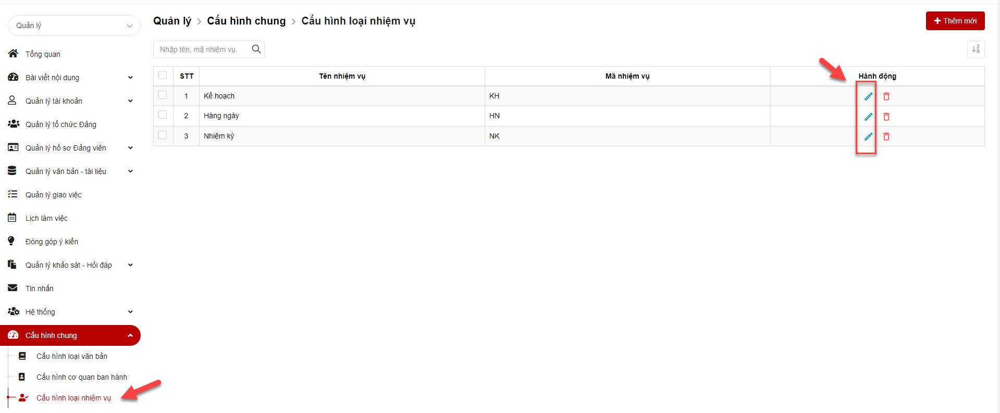 Quản lý
Tổng quan
Bài viết nội dung
Quản lý tài khoản
Quản lý tổ chức Đảng
Quản lý hồ sơ Đảng viên
Quản lý văn bản - tài liệu
Quản lý giao việc
Lịch làm việc
Đóng góp ý kiến
Quản lý khảo sát - Hỏi đáp
Tin nhắn
Hệ thống
Cấu hình chung
Cấu hình loại văn bản
Cấu hình cơ quan ban hành
Cấu hình loại nhiệm vụ
Quản lý > Cấu hình chung > Cấu hình loại nhiệm vụ
+ Thêm mới
Nhập tên, mã nhiệm vụ
STT Tên nhiệm vụ Mã nhiệm vụ Hành động
1 Kế hoạch KH
2 Hàng ngày HN
3 Nhiệm kỳ NK